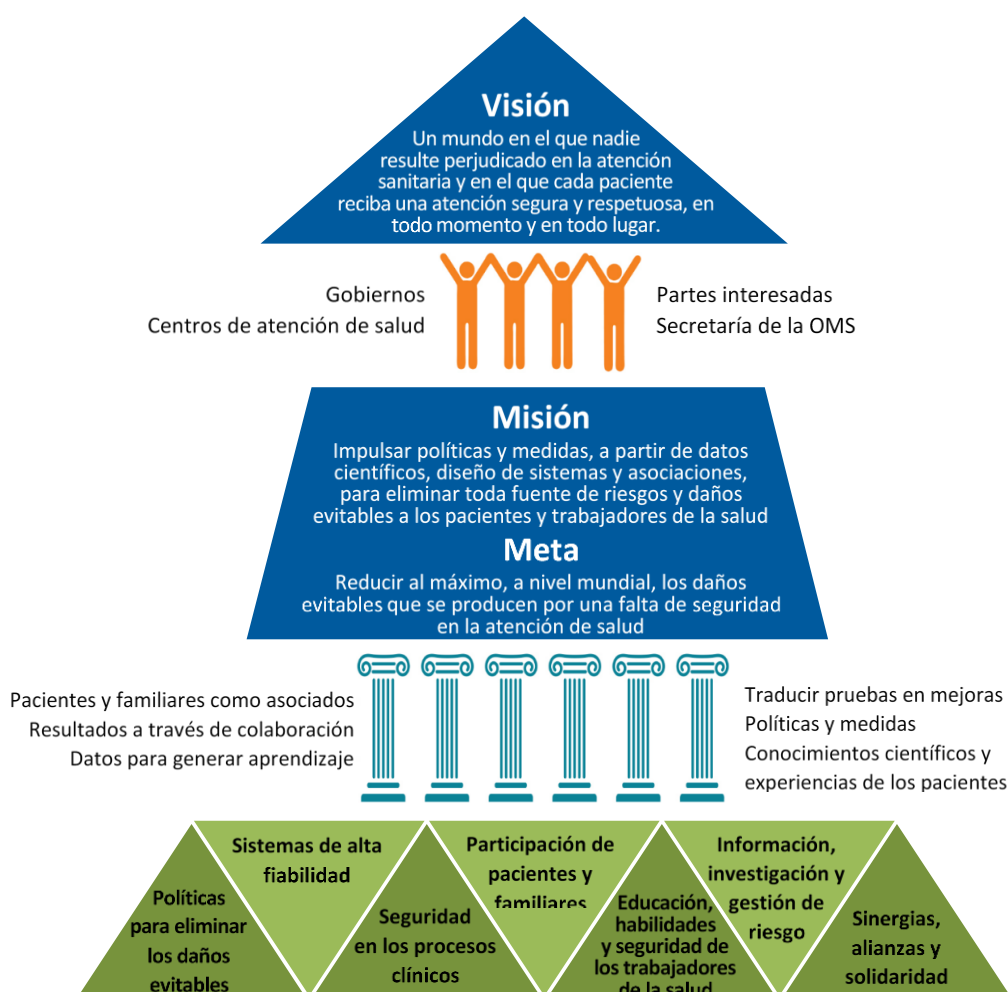 Visión
Un mundo en el que nadie
resulte perjudicado en la atención
sanitaria y en el que cada paciente
reciba una atención segura y respetuosa, en
todo momento y en todo lugar.
Gobiernos
Centros de atención de salud
Partes interesadas
Secretaría de la OMS
Misión
Impulsar políticas y medidas, a partir de datos
científicos, diseño de sistemas y asociaciones,
para eliminar toda fuente de riesgos y daños
evitables a los pacientes y trabajadores de la salud
Meta
Reducir al máximo, a nivel mundial, los daños
evitables que se producen por una falta de seguridad
en la atención de salud
Pacientes y familiares como asociados
Resultados a través de colaboración
Datos para generar aprendizaje
Traducir pruebas en mejoras
Políticas y medidas
Conocimientos científicos y
experiencias de los pacientes
Políticas
para eliminar
los daños
evitables
Sistemas de alta
fiabilidad
Seguridad
en los procesos
clínicos
Participación de
pacientes y
familiares
Educación,
habilidades
y seguridad de
los trabajadores
de la salud
Información,
investigación y
gestión de
riesgo
Sinergias,
alianzas y
solidaridad